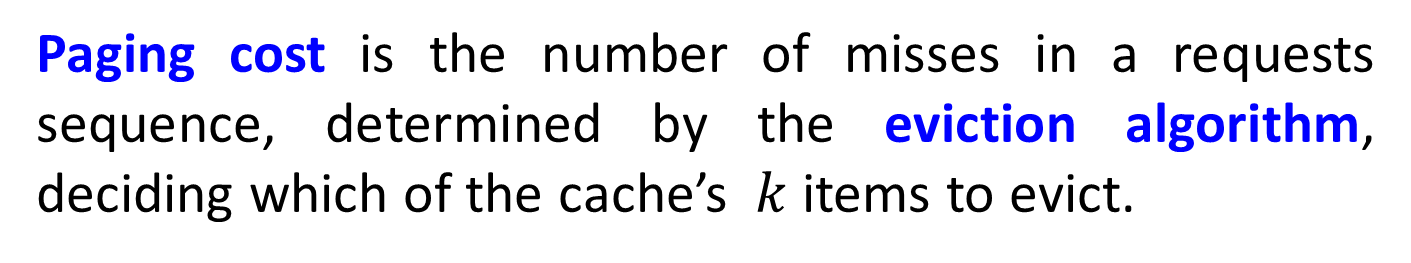 Paging cost is the number of misses in a requests
sequence, determined by the eviction algorithm,
deciding which of the cache’s k items to evict.